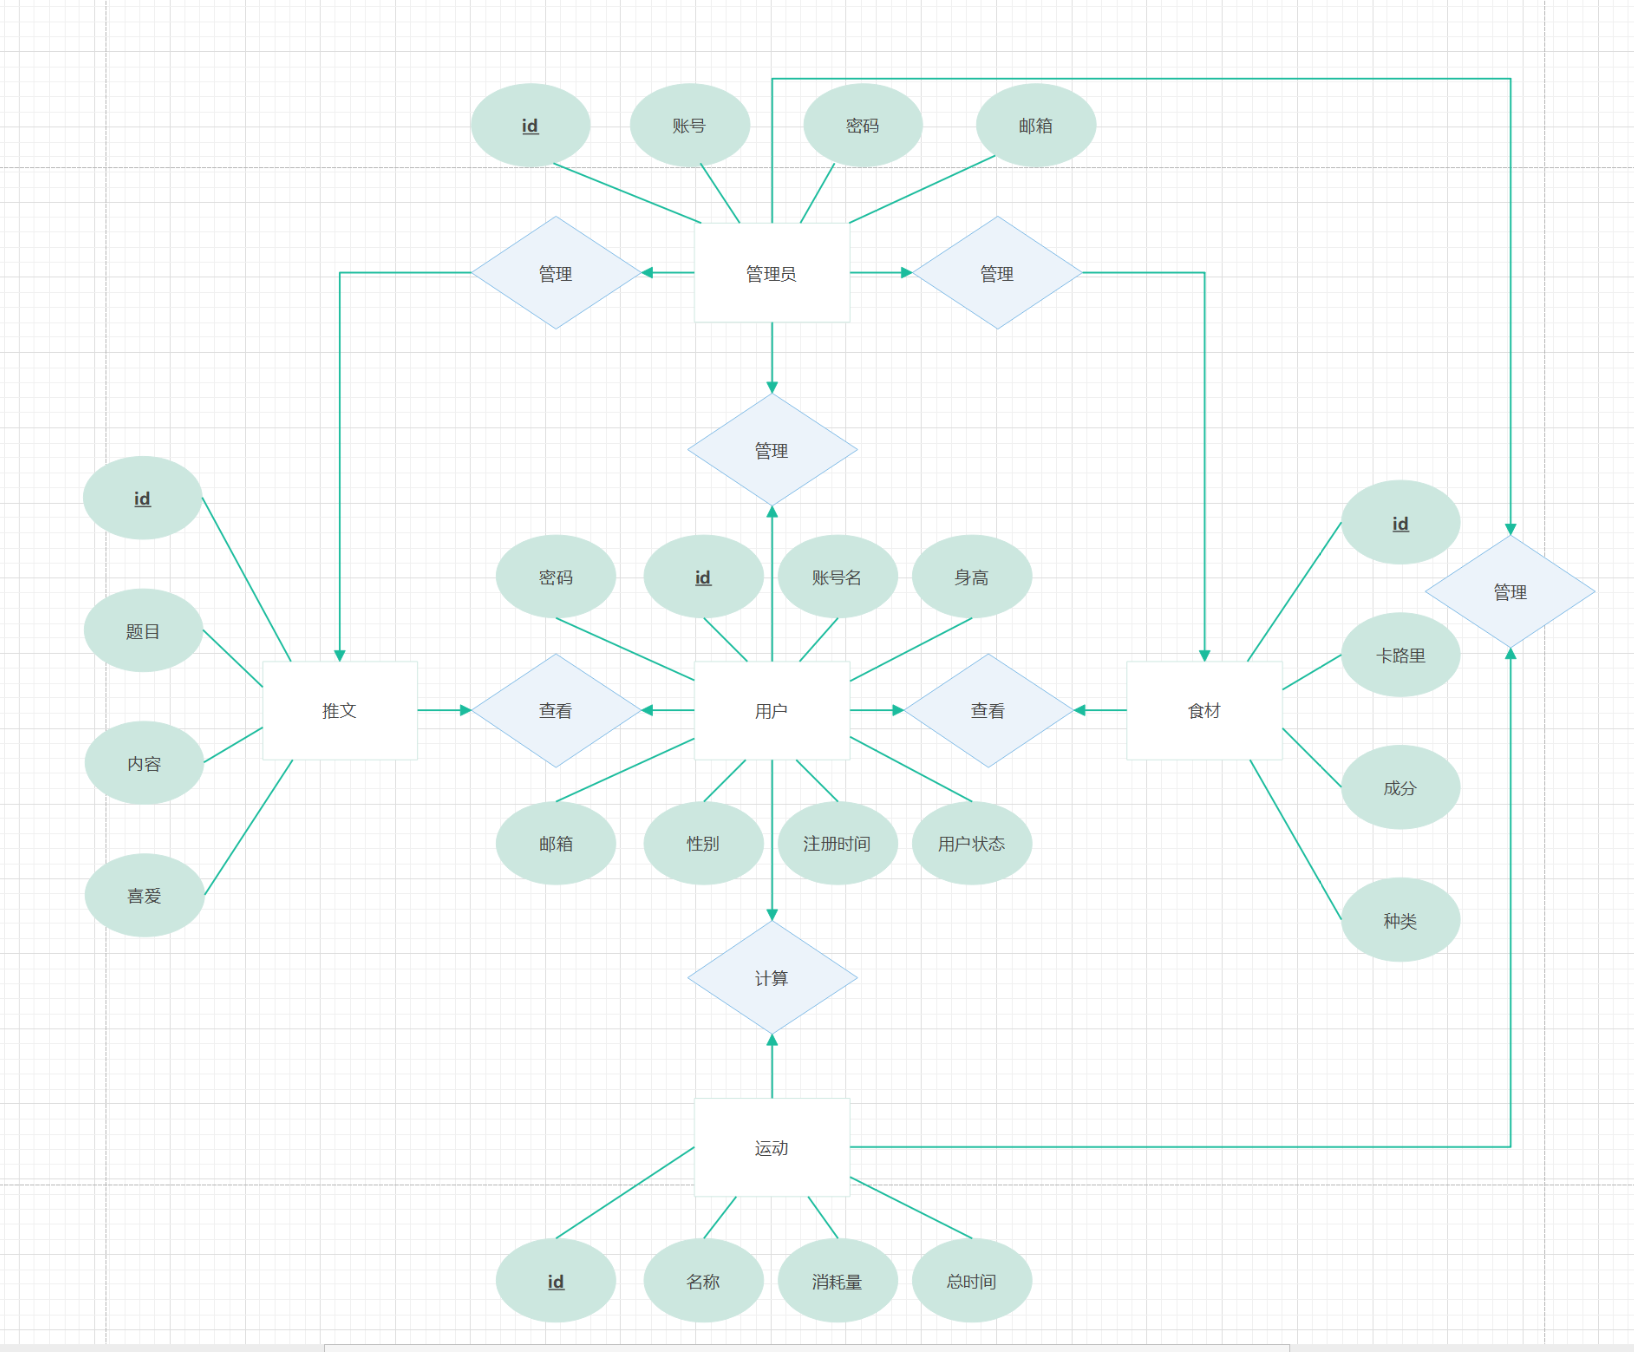 id
账号
密码
邮箱
管理
管理员
管理
管理
id
密码
id
账号名
身高
id
管理
题目
卡路里
推文
查看
用户
查看
食材
内容
成分
邮箱
性别
注册时间
用户状态
喜爱
种类
计算
运动
id
名称
消耗量
总时间